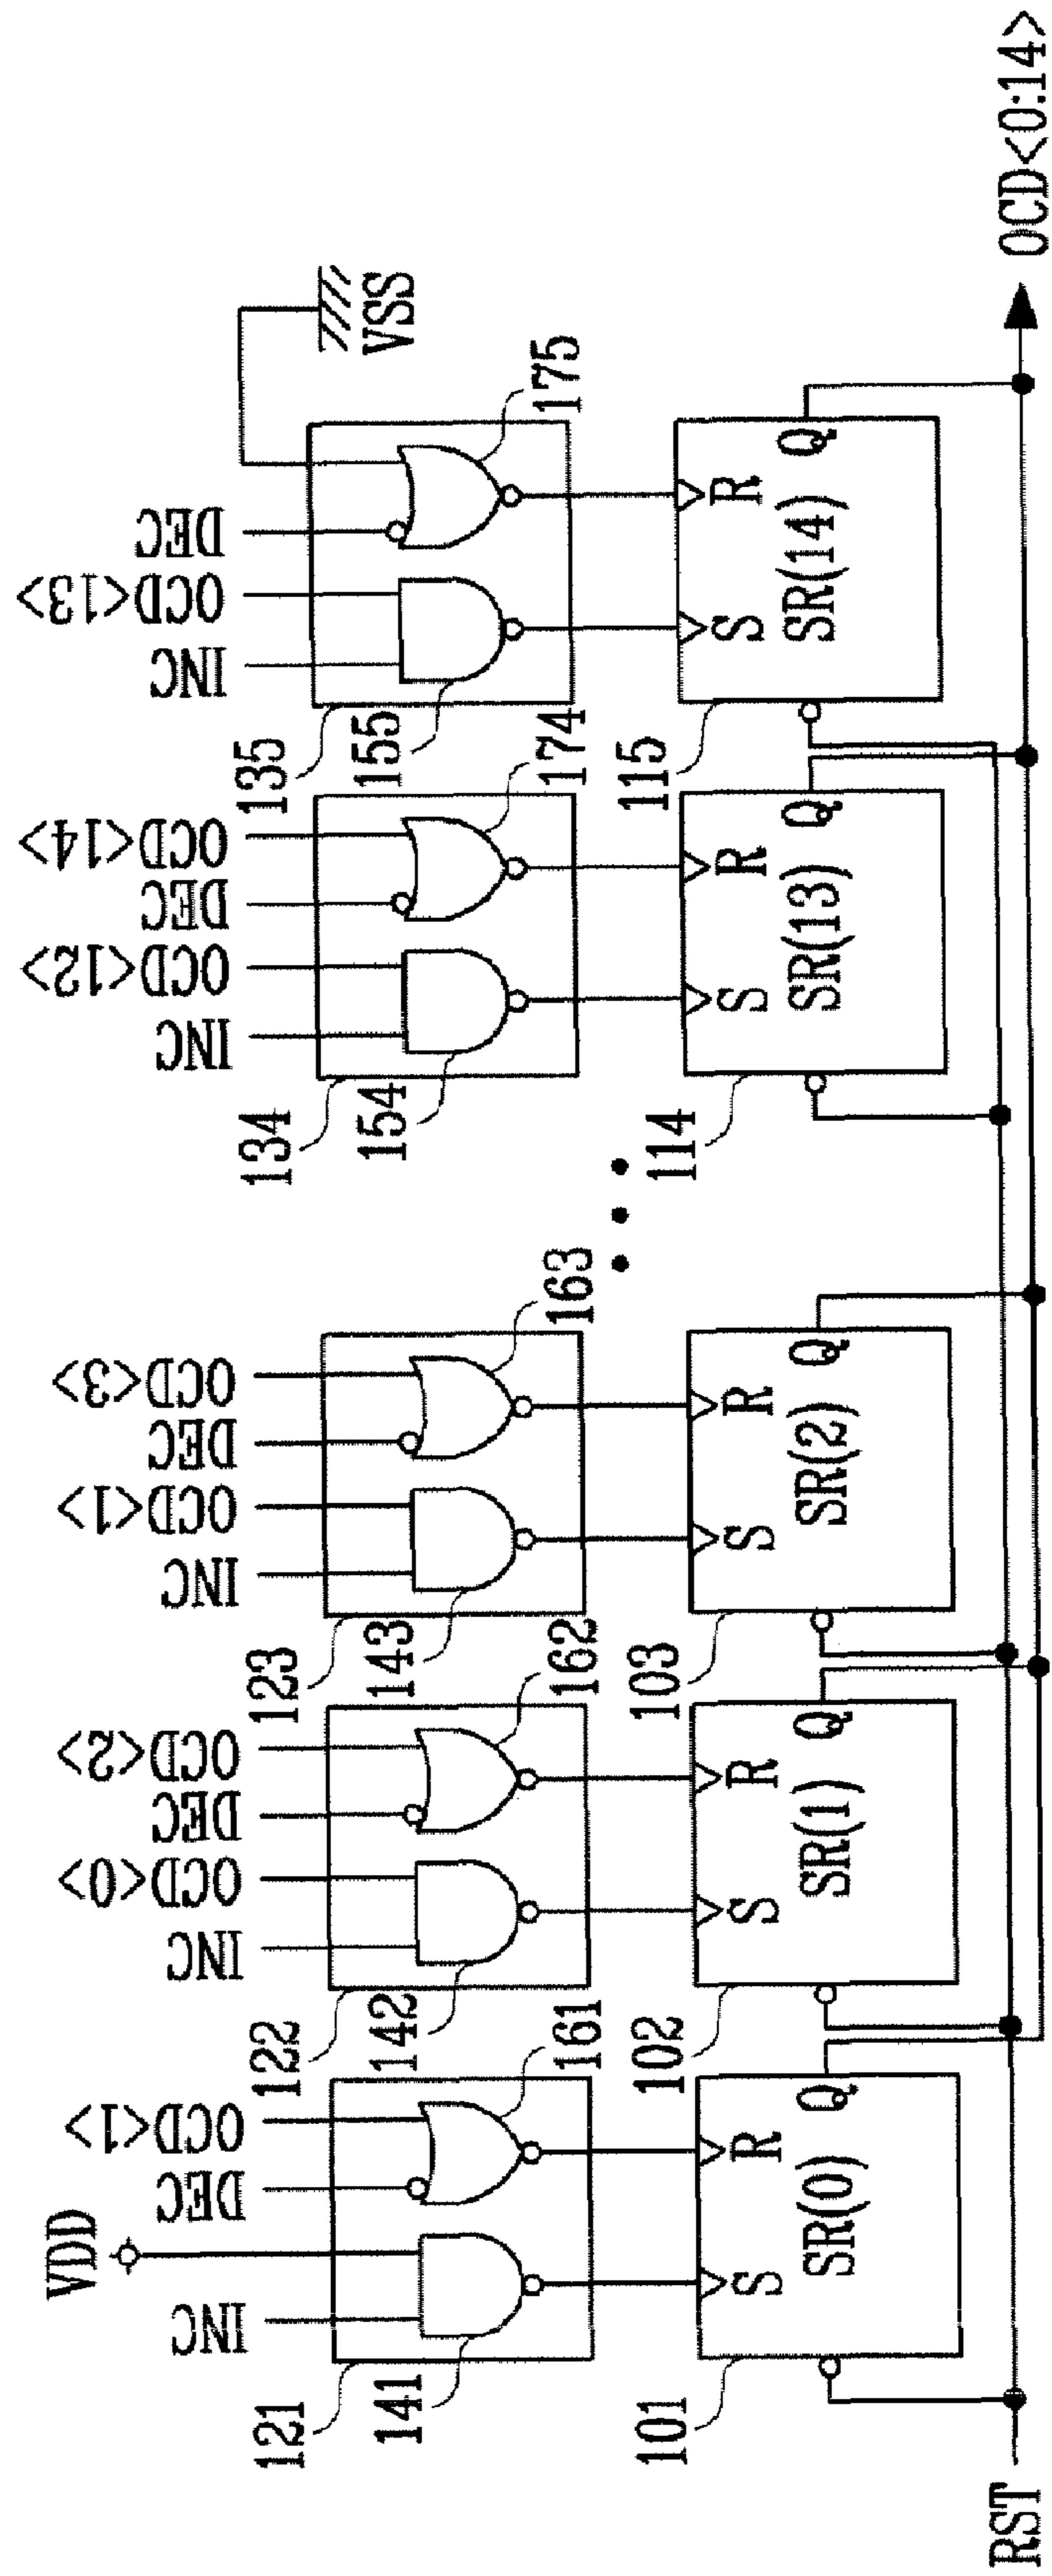 VDD
INC
DEC
OCD<1>
INC
OCD<0>
DEC
OCD<2>
INC
OCD<1>
DEC
OCD<3>
INC
OCD<12>
DEC
OCD<14>
INC
OCD<13>
DEC
VSS
121
141
161
122
142
162
123
143
163
134
154
174
135
155
175
101
S
R
SR(0)
Q
102
S
R
SR(1)
Q
103
S
R
SR(2)
Q
• • •
114
S
R
SR(13)
Q
115
S
R
SR(14)
Q
RST
OCD<0:14>